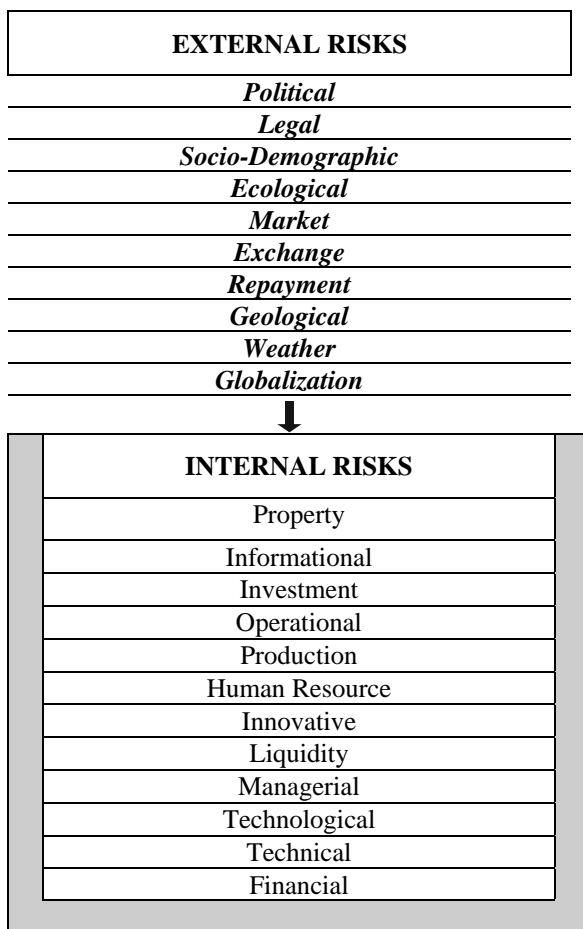 EXTERNAL RISKS
Political
Legal
Socio-Demographic
Ecological
Market
Exchange
Repayment
Geological
Weather
Globalization
INTERNAL RISKS
Property
Informational
Investment
Operational
Production
Human Resource
Innovative
Liquidity
Managerial
Technological
Technical
Financial